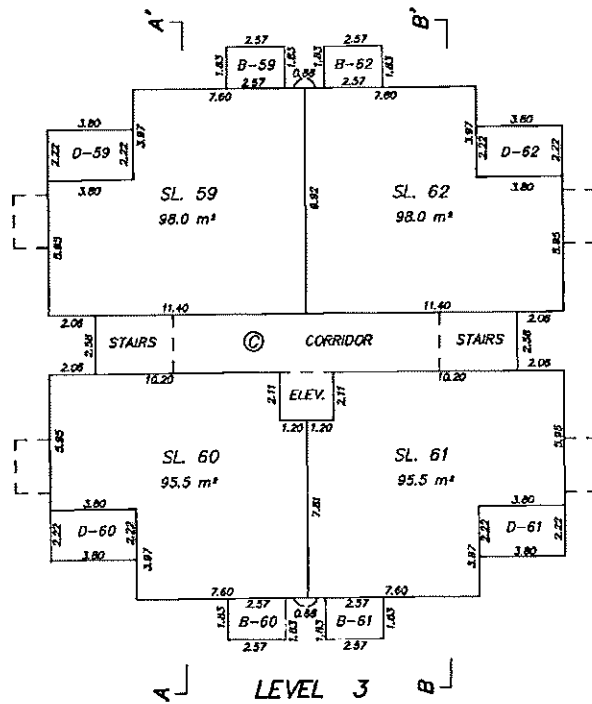 A' B'
2.57 2.57
1.83 B-59 1.83 1.83 B-62 1.83
2.57 0.88 2.57
7.60 7.60
3.80 3.97 3.97 3.80
2.22 D-59 2.22 2.22 D-62 2.22
3.80 3.80
SL. 59 9.92 SL. 62
98.0 m² 98.0 m²
5.95 5.95
11.40 11.40
2.06 2.06
2.58 STAIRS © CORRIDOR STAIRS 2.58
2.06 2.06
10.20 10.20
2.11 ELEV. 2.11
1.20 1.20
5.95 SL. 60 SL. 61 5.95
95.5 m² 95.5 m²
7.81
3.80 3.80
2.22 D-60 2.22 2.22 D-61 2.22
3.80 3.97 3.97 3.80
7.60 7.60
2.57 0.88 2.57
1.83 B-60 1.83 1.83 B-61 1.83
2.57 2.57
A LEVEL 3 B